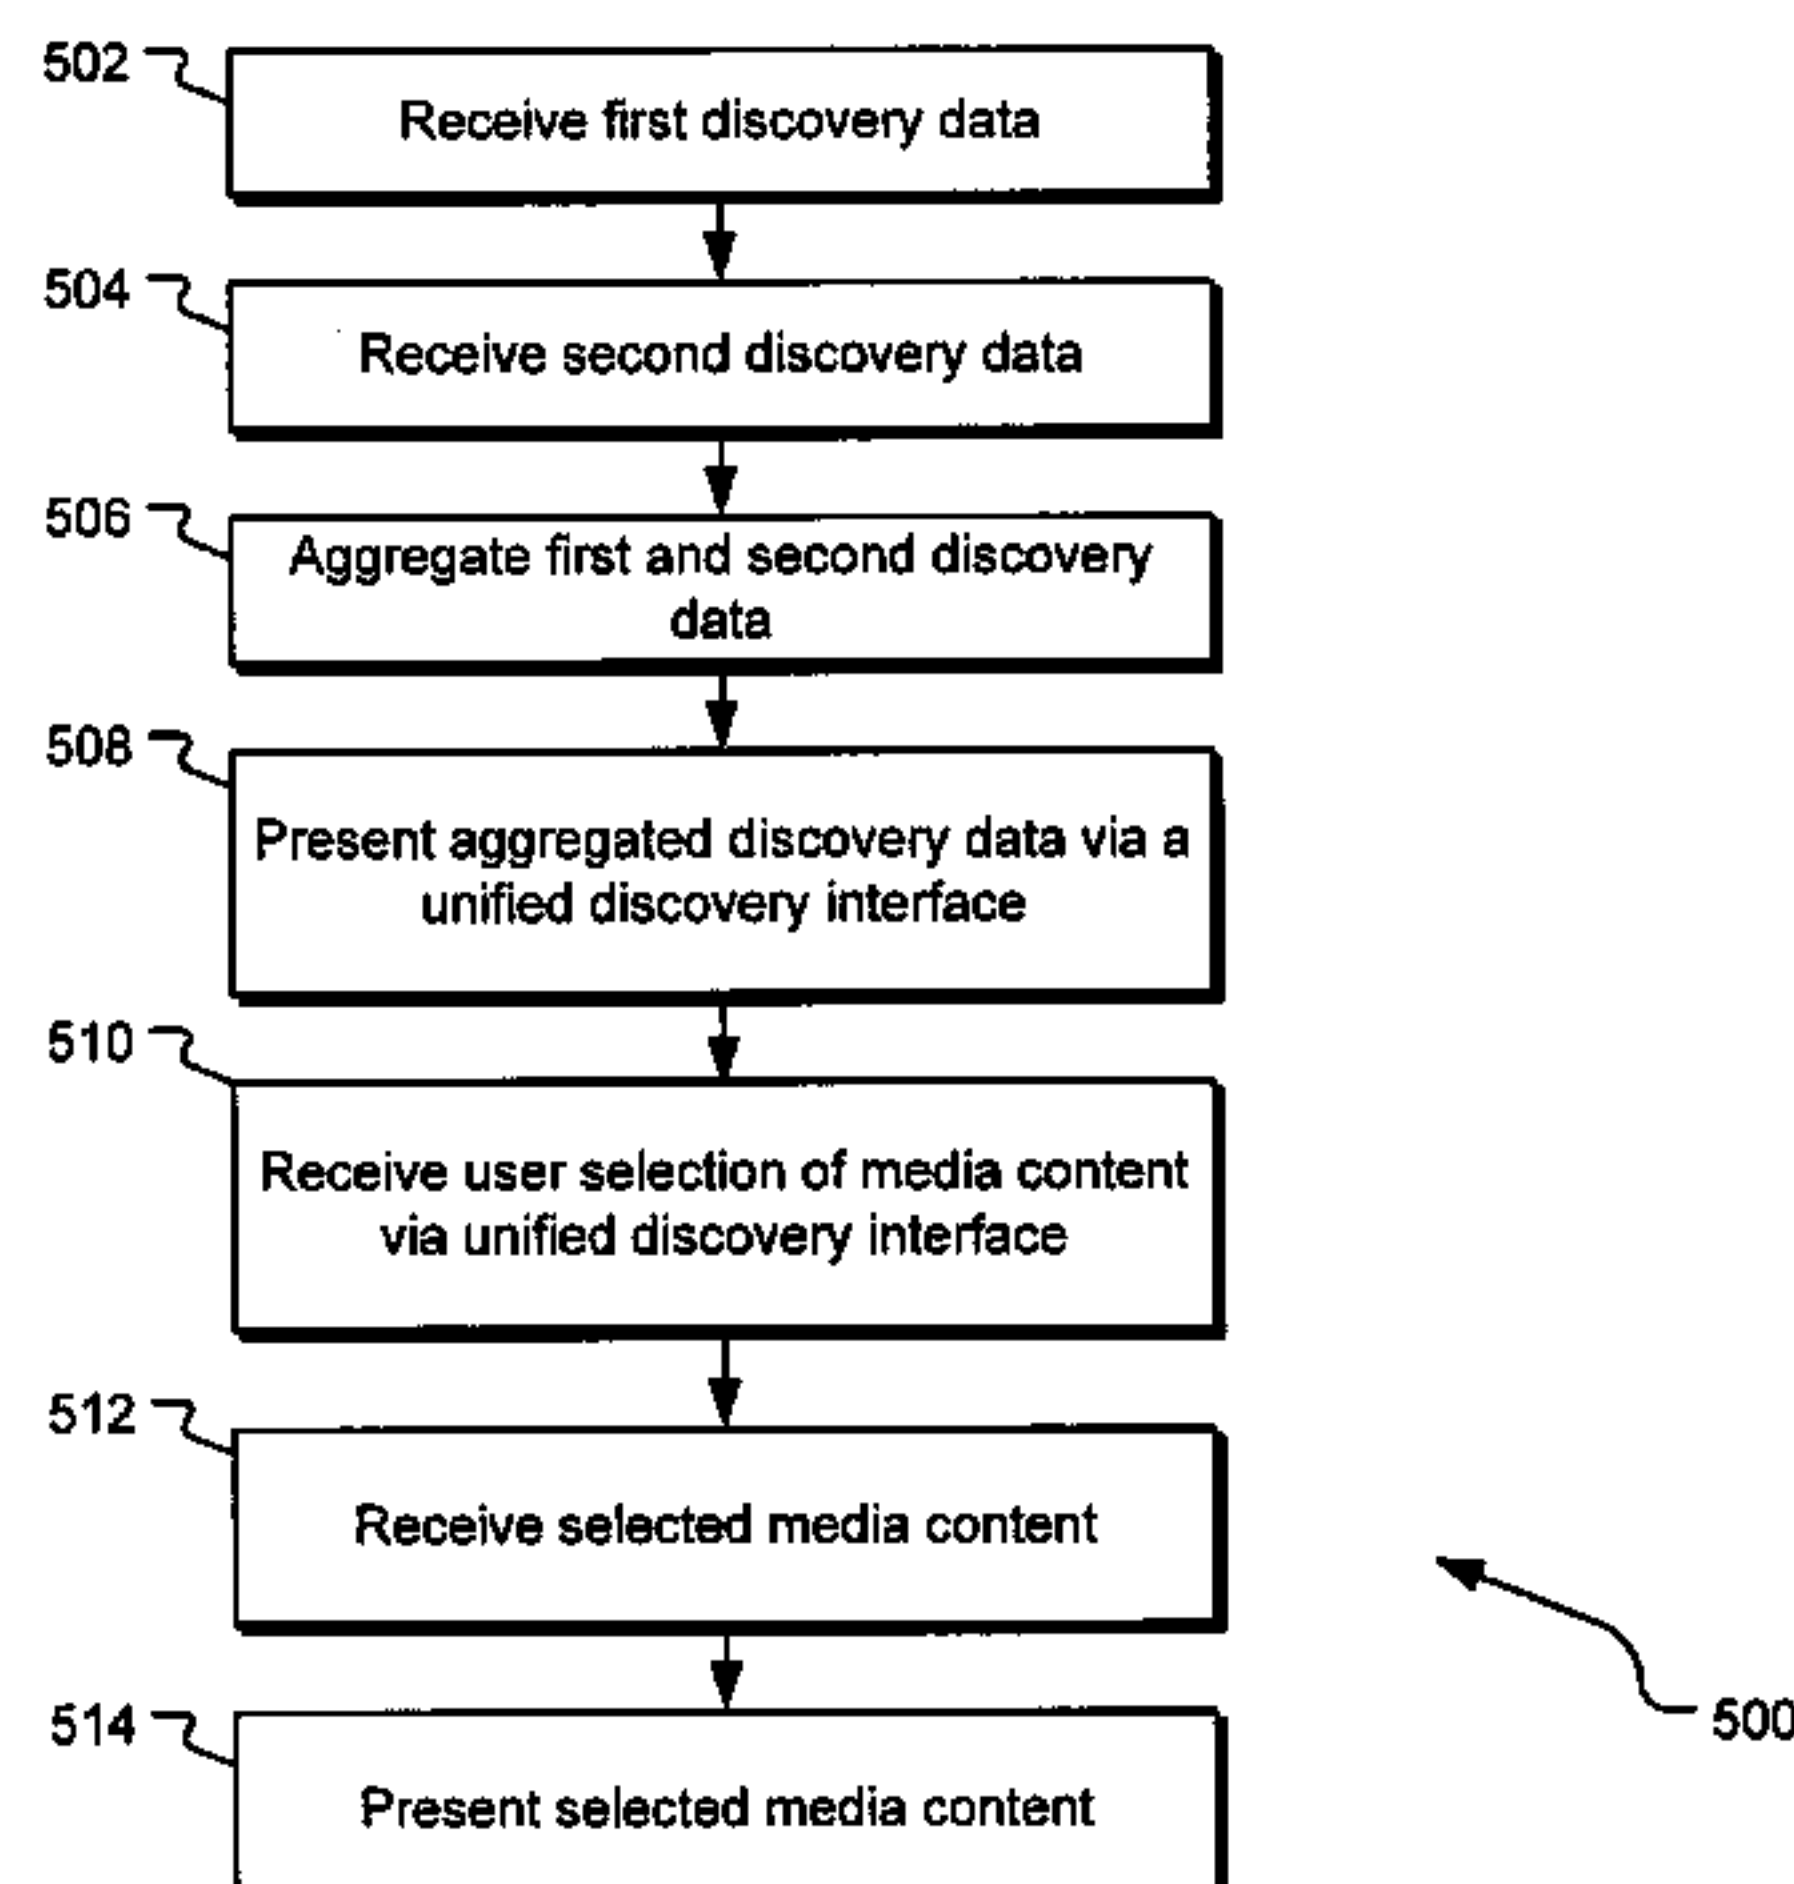 502
Receive first discovery data
504
Receive second discovery data
506
Aggregate first and second discovery
data
508
Present aggregated discovery data via a
unified discovery interface
510
Receive user selection of media content
via unified discovery interface
512
Receive selected media content
514
Present selected media content
500